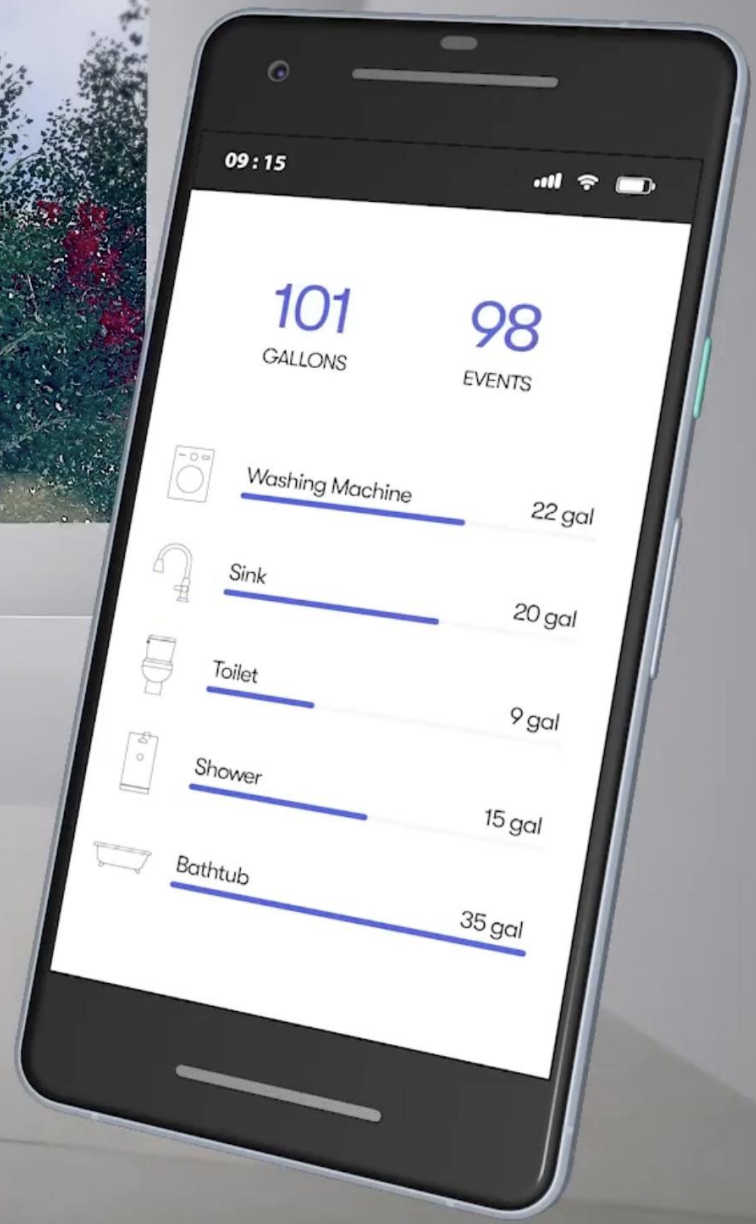 09:15
101 98
GALLONS EVENTS
Washing Machine 22 gal
Sink 20 gal
Toilet 9 gal
Shower 15 gal
Bathtub 35 gal